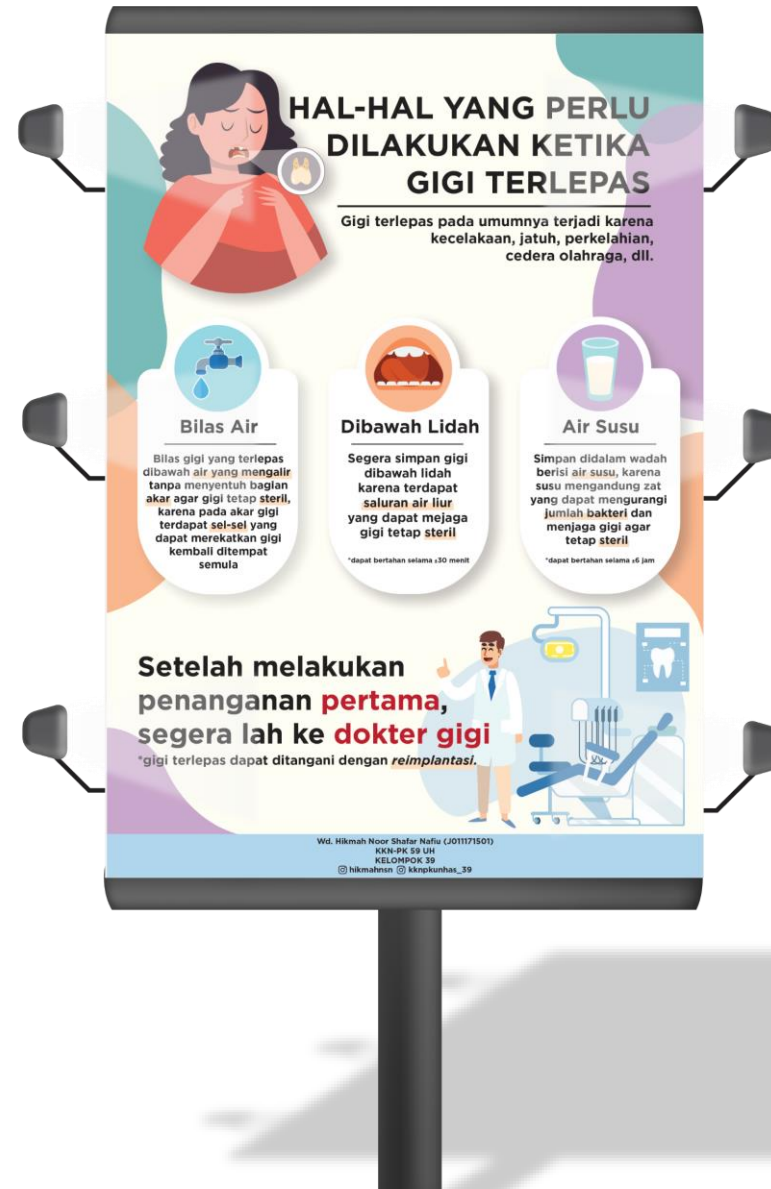 HAL-HAL YANG PERLU
DILAKUKAN KETIKA
GIGI TERLEPAS
Gigi terlepas pada umumnya terjadi karena
kecelakaan, jatuh, perkelahian,
cedera olahraga, dll.
Bilas Air
Bilas gigi yang terlepas
dibawah air yang mengalir
tanpa menyentuh bagian
akar agar gigi tetap steril,
karena pada akar gigi
terdapat sel-sel yang
dapat merekatkan gigi
kembali ditempat
semula
Dibawah Lidah
Segera simpan gigi
dibawah lidah
karena terdapat
saluran air liur
yang dapat mejaga
gigi tetap steril
*dapat bertahan selama ±30 menit
Air Susu
Simpan didalam wadah
berisi air susu, karena
susu mengandung zat
yang dapat mengurangi
jumlah bakteri dan
menjaga gigi agar
tetap steril
*dapat bertahan selama ±6 jam
Setelah melakukan
penanganan pertama,
segera lah ke dokter gigi
*gigi terlepas dapat ditangani dengan reimplantasi.
Wd. Hikmah Noor Shafar Nafiu (J011171501)
KKN-PK 59 UH
KELOMPOK 39
hikmahnsn kknpkunhas_39